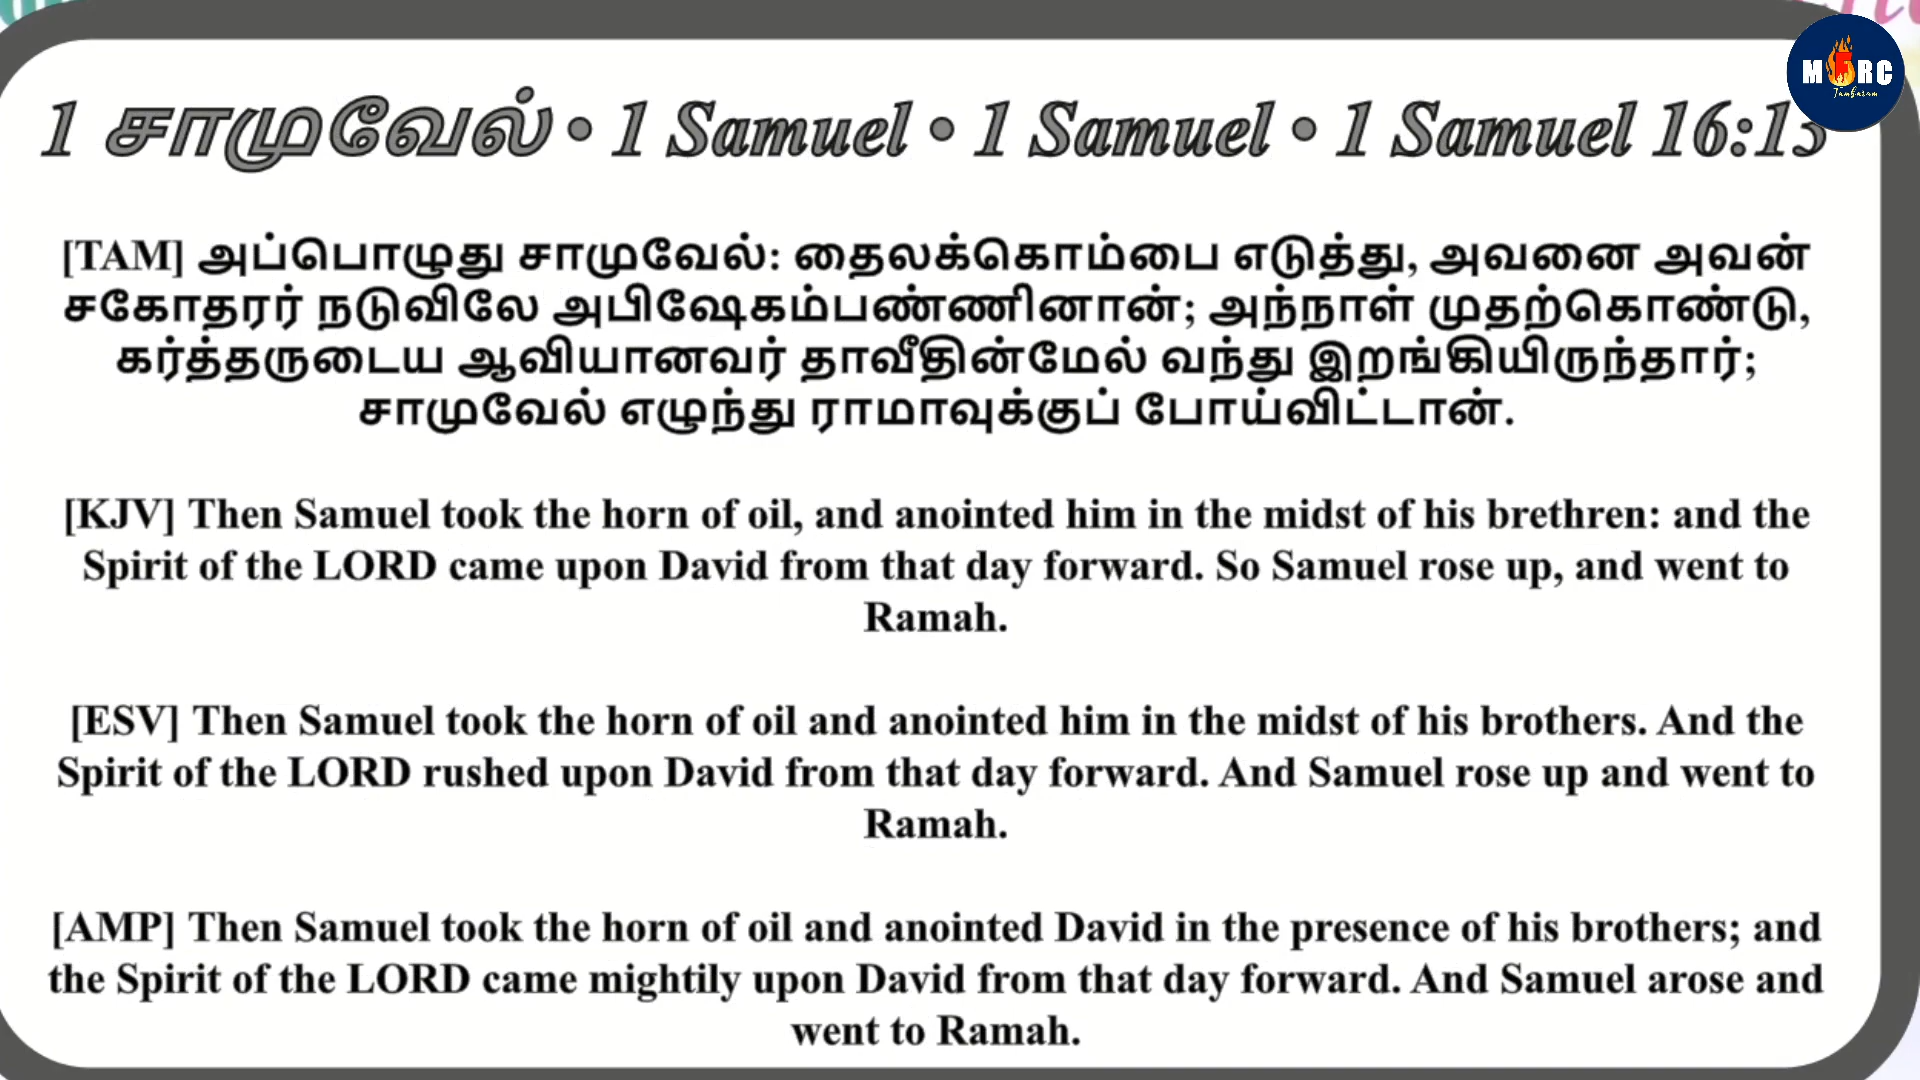 1 சாமுவேல் • 1 Samuel • 1 Samuel • 1 Samuel 16:13
[TAM] அப்பொழுது சாமுவேல்: தைலக்கொம்பை எடுத்து, அவனை அவன்
சகோதரர் நடுவிலே அபிஷேகம்பண்ணினான்; அந்நாள் முதற்கொண்டு,
கர்த்தருடைய ஆவியானவர் தாவீதின்மேல் வந்து இறங்கியிருந்தார்;
சாமுவேல் எழுந்து ராமாவுக்குப் போய்விட்டான்.
[KJV] Then Samuel took the horn of oil, and anointed him in the midst of his brethren: and the
Spirit of the LORD came upon David from that day forward. So Samuel rose up, and went to
Ramah.
[ESV] Then Samuel took the horn of oil and anointed him in the midst of his brothers. And the
Spirit of the LORD rushed upon David from that day forward. And Samuel rose up and went to
Ramah.
[AMP] Then Samuel took the horn of oil and anointed David in the presence of his brothers; and
the Spirit of the LORD came mightily upon David from that day forward. And Samuel arose and
went to Ramah.
MFRC
Tambaram